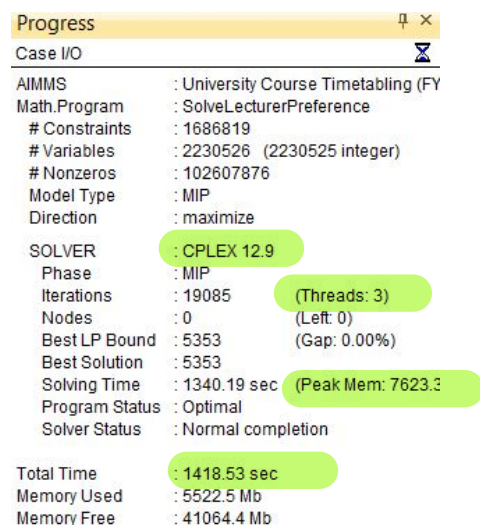 Progress
Case I/O
AIMMS : University Course Timetabling (FY
Math.Program : SolveLecturerPreference
# Constraints : 1686819
# Variables : 2230526 (2230525 integer)
# Nonzeros : 102607876
Model Type : MIP
Direction : maximize
SOLVER : CPLEX 12.9
Phase : MIP
Iterations : 19085 (Threads: 3)
Nodes : 0 (Left: 0)
Best LP Bound : 5353 (Gap: 0.00%)
Best Solution : 5353
Solving Time : 1340.19 sec (Peak Mem: 7623.3
Program Status : Optimal
Solver Status : Normal completion
Total Time : 1418.53 sec
Memory Used : 5522.5 Mb
Memory Free : 41064.4 Mb